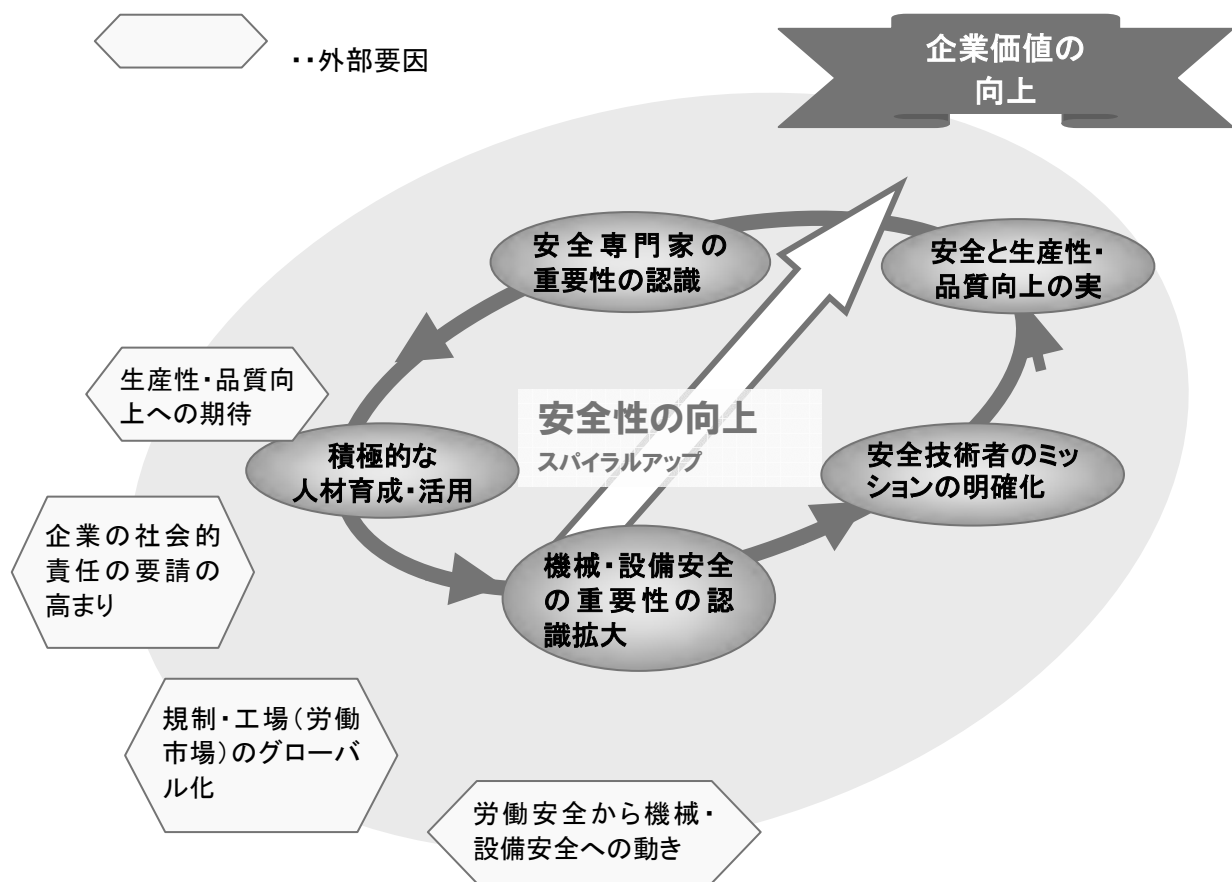 ‥外部要因
企業価値の
向上
安全専門家の
重要性の認識
安全と生産性・
品質向上の実
生産性・品質向
上への期待
安全性の向上
スパイラルアップ
積極的な
人材育成・活用
安全技術者のミッ
ションの明確化
企業の社会的
責任の要請の
高まり
機械・設備安全
の重要性の認
識拡大
規制・工場（労働
市場）のグローバ
ル化
労働安全から機械・
設備安全への動き